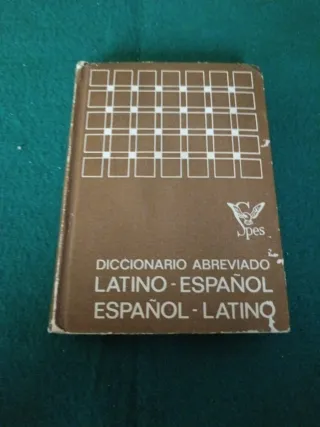 Spes
DICCIONARIO ABREVIADO
LATINO - ESPAÑOL
ESPAÑOL - LATINO